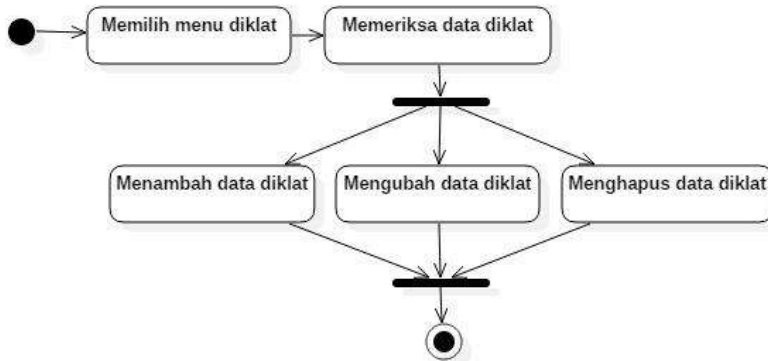 Memilih menu diklat
Memeriksa data diklat
Menambah data diklat
Mengubah data diklat
Menghapus data diklat